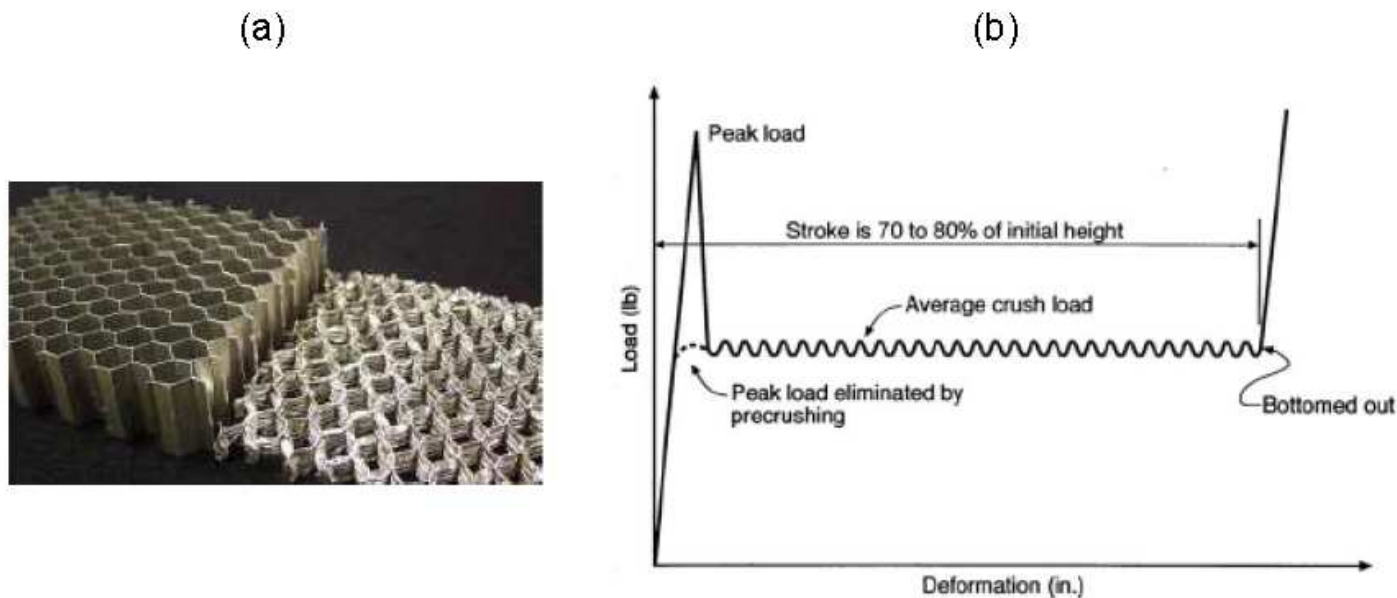 (a)
(b)
Peak load
Stroke is 70 to 80% of initial height
Average crush load
Load (lb)
Peak load eliminated by
precrushing
Bottomed out
Deformation (in.)